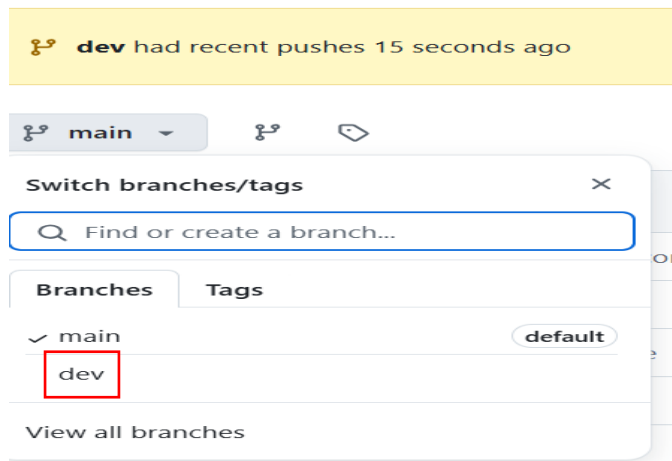 dev had recent pushes 15 seconds ago
main
Switch branches/tags
Find or create a branch...
Branches Tags
main default
dev
View all branches